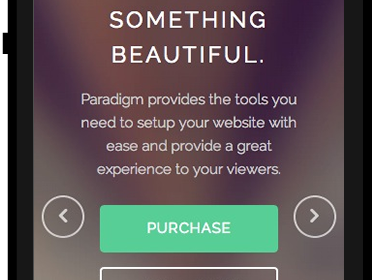 SOMETHING
BEAUTIFUL.
Paradigm provides the tools you
need to setup your website with
ease and provide a great
experience to your viewers.
PURCHASE